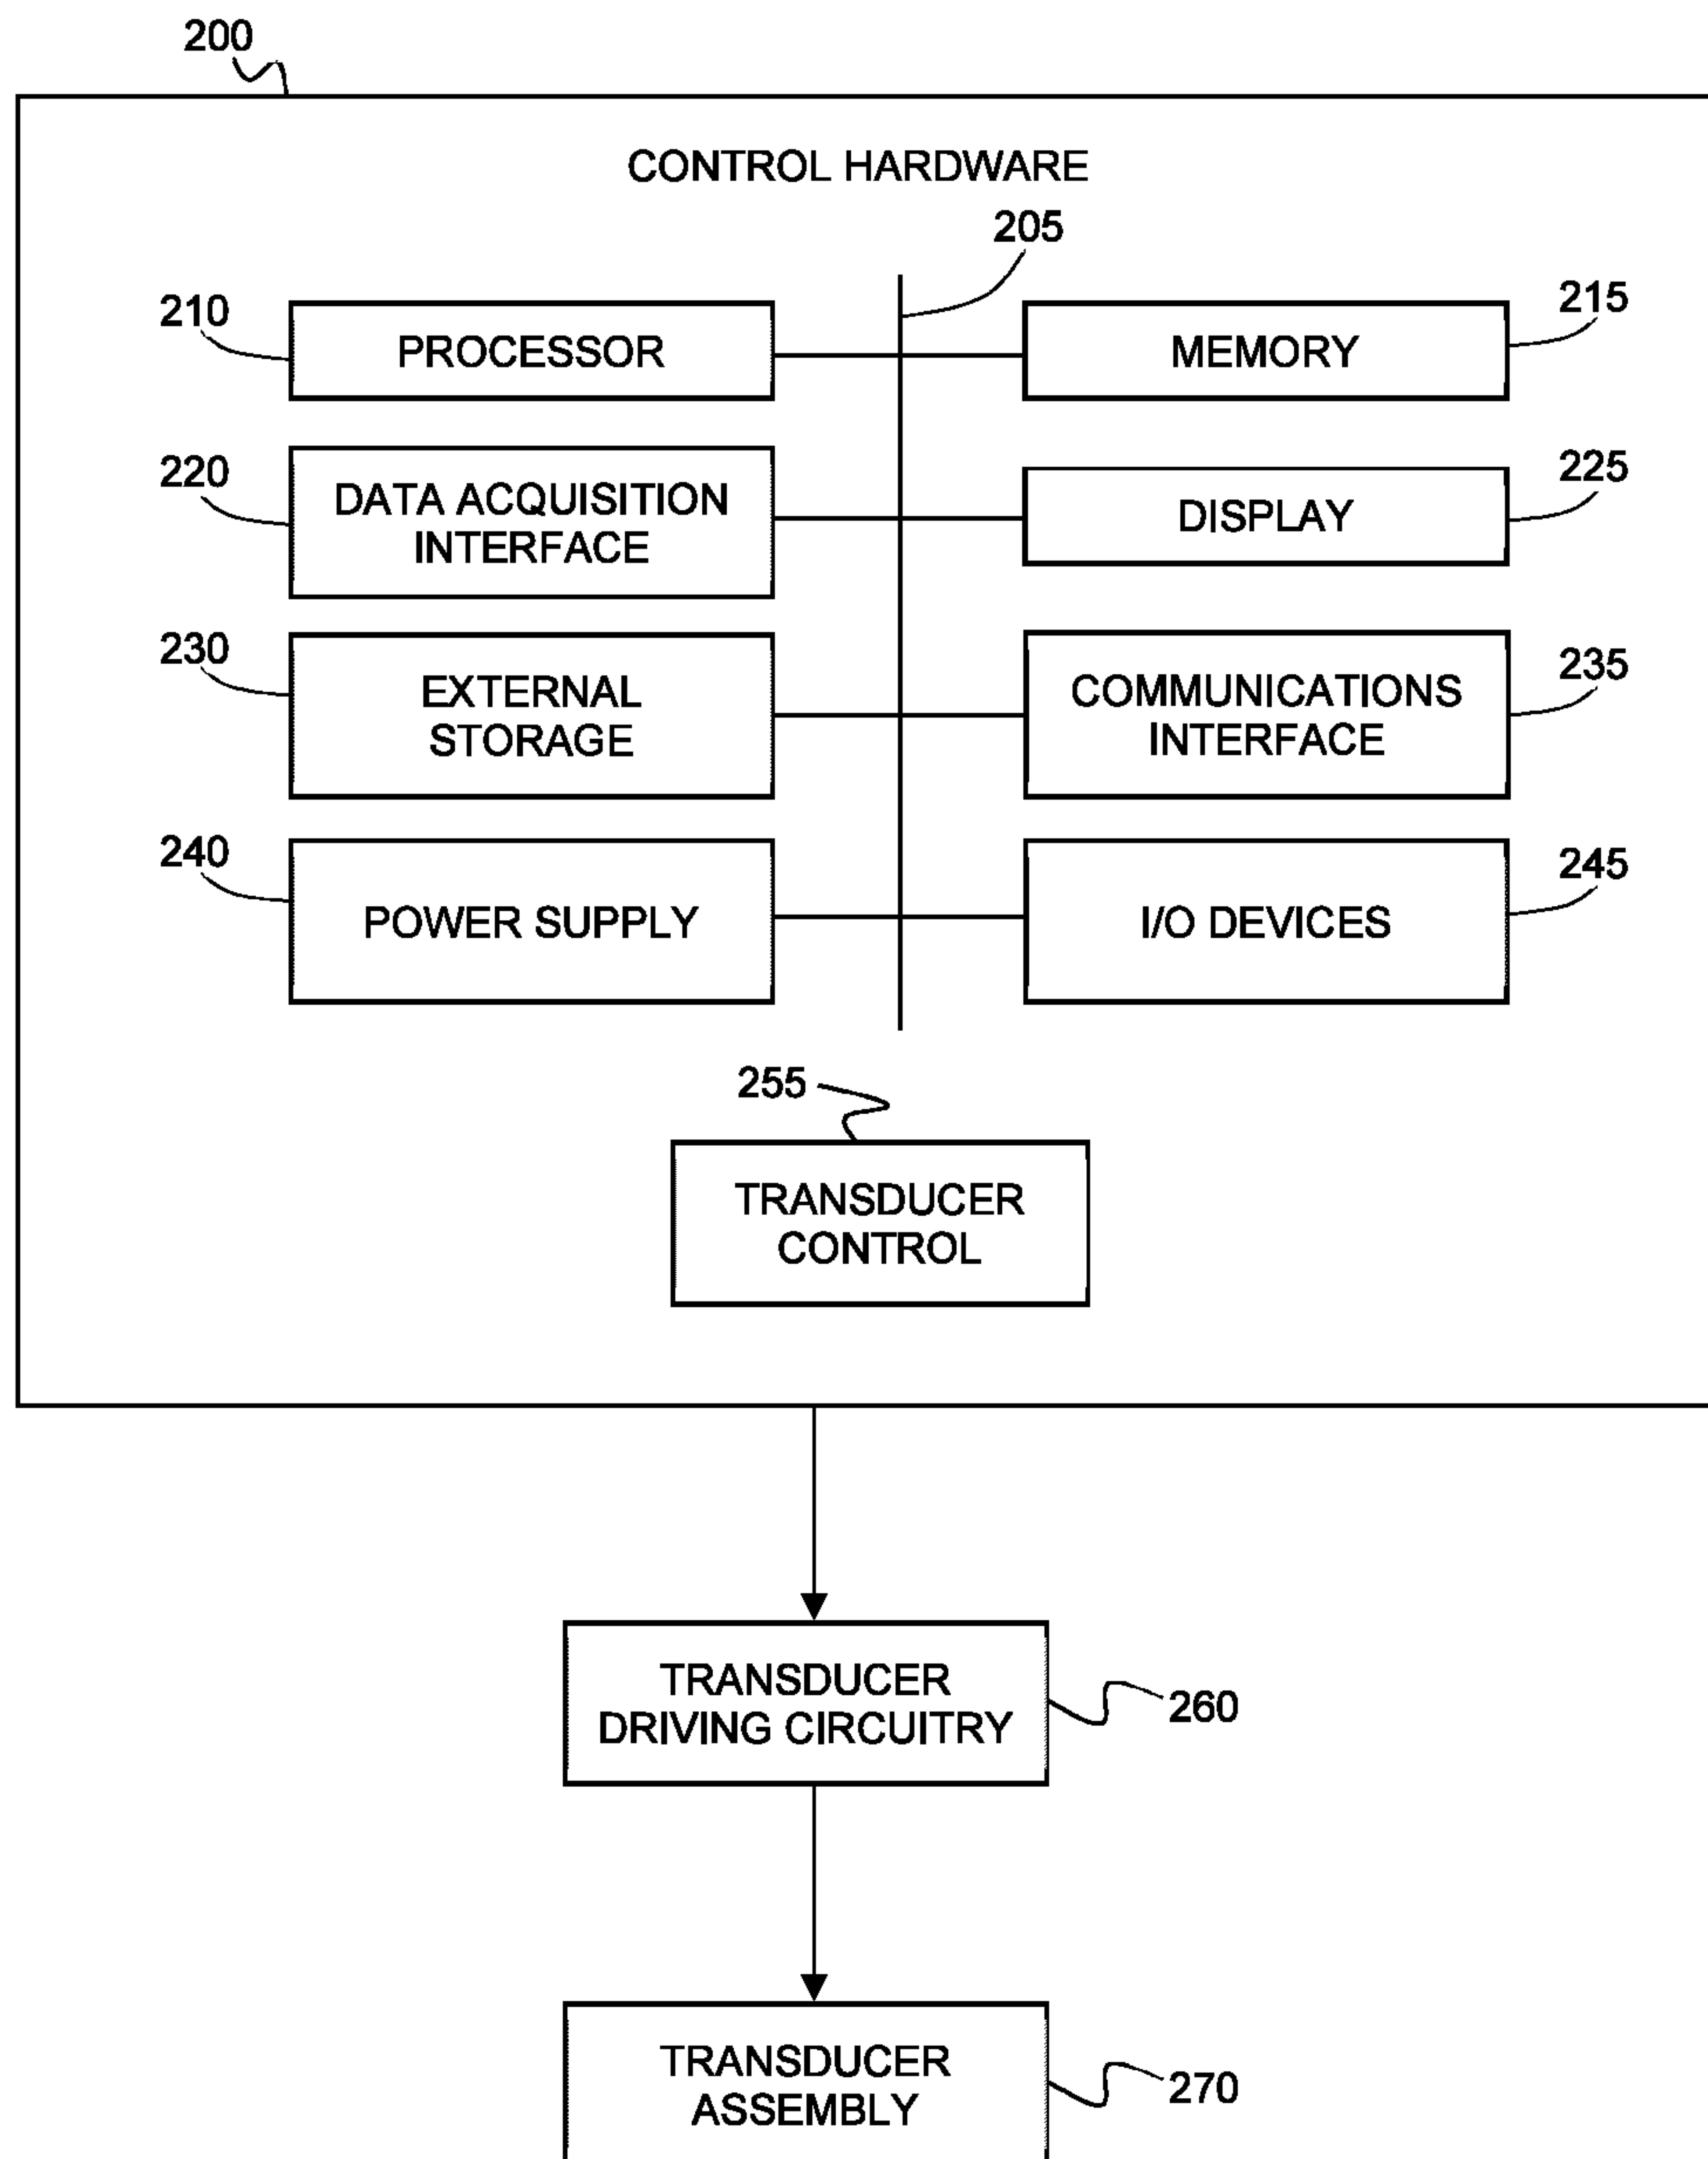 200
CONTROL HARDWARE
205
210
PROCESSOR
MEMORY
215
220
DATA ACQUISITION
INTERFACE
DISPLAY
225
230
EXTERNAL
STORAGE
COMMUNICATIONS
INTERFACE
235
240
POWER SUPPLY
I/O DEVICES
245
255
TRANSDUCER
CONTROL
TRANSDUCER
DRIVING CIRCUITRY
260
TRANSDUCER
ASSEMBLY
270